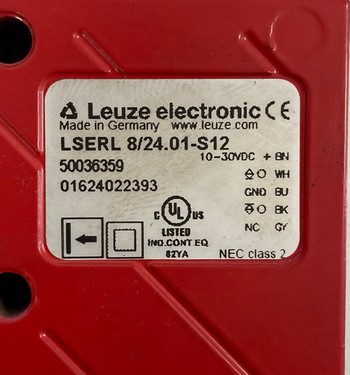 Leuze electronic CE
Made in Germany www.leuze.com
LSERL 8/24.01-S12
10-30VDC + BN
50036359
WH
01624022393
GND BU
BK
NC GY
C UL US
LISTED
IND.CONT.EQ.
82YA
NEC class 2